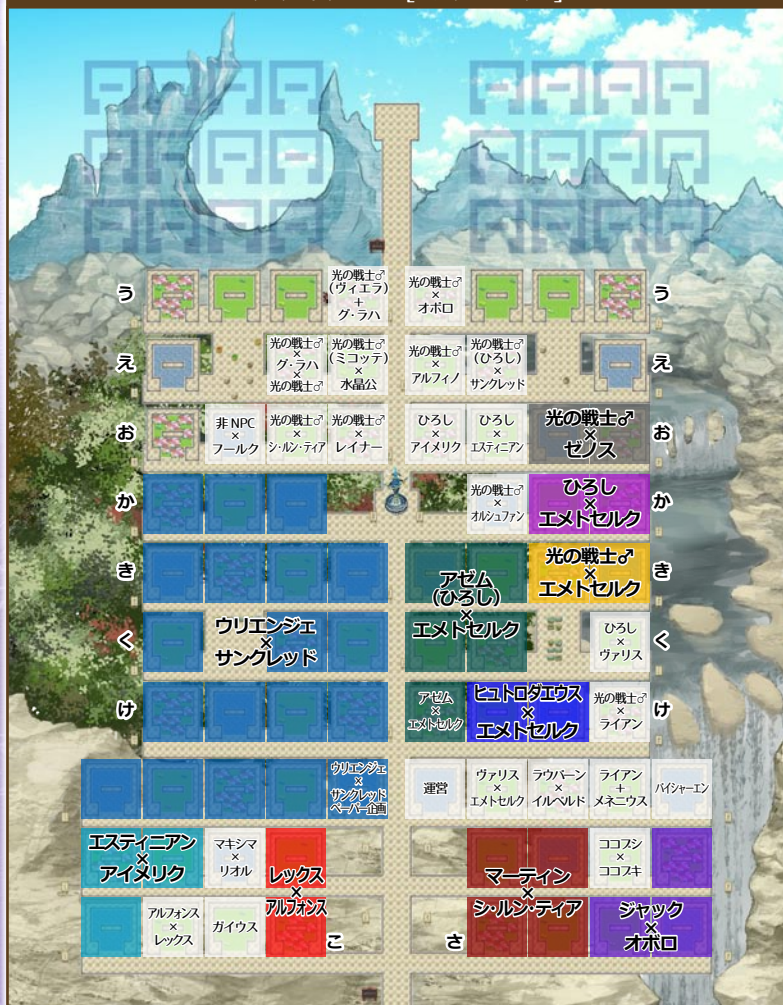 う
光の戦士♂
(ヴィエラ)
+
グ・ラハ
光の戦士♂
×
オボロ
う
え
光の戦士♂
×
グ・ラハ
×
光の戦士♂
光の戦士♂
(ミコッテ)
×
水晶公
光の戦士♂
×
アルフィノ
光の戦士♂
(ひろし)
×
サンクレッド
え
お
非NPC
×
フールク
光の戦士♂
×
シ・ルン・ティア
光の戦士♂
×
レイナー
ひろし
×
アイメリク
ひろし
×
エスティニアン
光の戦士♂
×
ゼノス
お
か
光の戦士♂
×
オルシュファン
ひろし
×
エメトセルク
か
き
アゼム
(ひろし)
×
エメトセルク
光の戦士♂
×
エメトセルク
き
く
ウリエンジェ
×
サンクレッド
ひろし
×
ヴァリス
く
け
アゼム
×
エメトセルク
ヒュトロダエウス
×
エメトセルク
光の戦士♂
×
ライアン
け
ウリエンジェ
×
サンクレッド
ペーパー企画
運営
ヴァリス
×
エメトセルク
ラウバーン
×
イルベルド
ライアン
+
メネニウス
バイシャーエン
エスティニアン
×
アイメリク
マキシマ
×
リオル
レックス
×
アルフォンス
マーティン
×
シ・ルン・ティア
ココブシ
×
ココブキ
アルフォンス
×
レックス
ガイウス
こ
さ
ジャック
×
オボロ